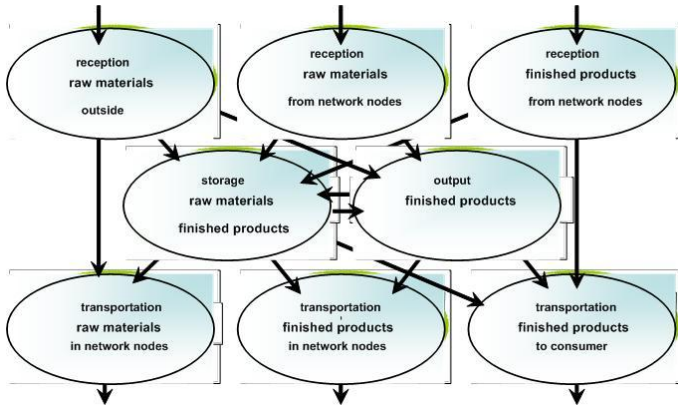 reception
raw materials
outside
reception
raw materials
from network nodes
reception
finished products
from network nodes
storage
raw materials
finished products
output
finished products
transportation
raw materials
in network nodes
transportation
finished products
in network nodes
transportation
finished products
to consumer